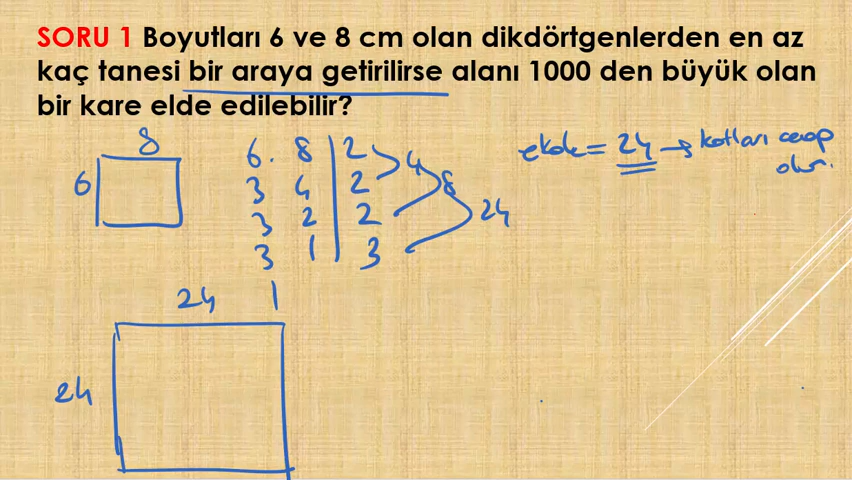 SORU 1 Boyutları 6 ve 8 cm olan dikdörtgenlerden en az
kaç tanesi bir araya getirilirse alanı 1000 den büyük olan
bir kare elde edilebilir?
8
6
6. 8 | 2
3 4 | 2
3 2 | 2
3 1 | 3
1
4
8
24
ekok = 24 → katları cevap
olur.
24
24